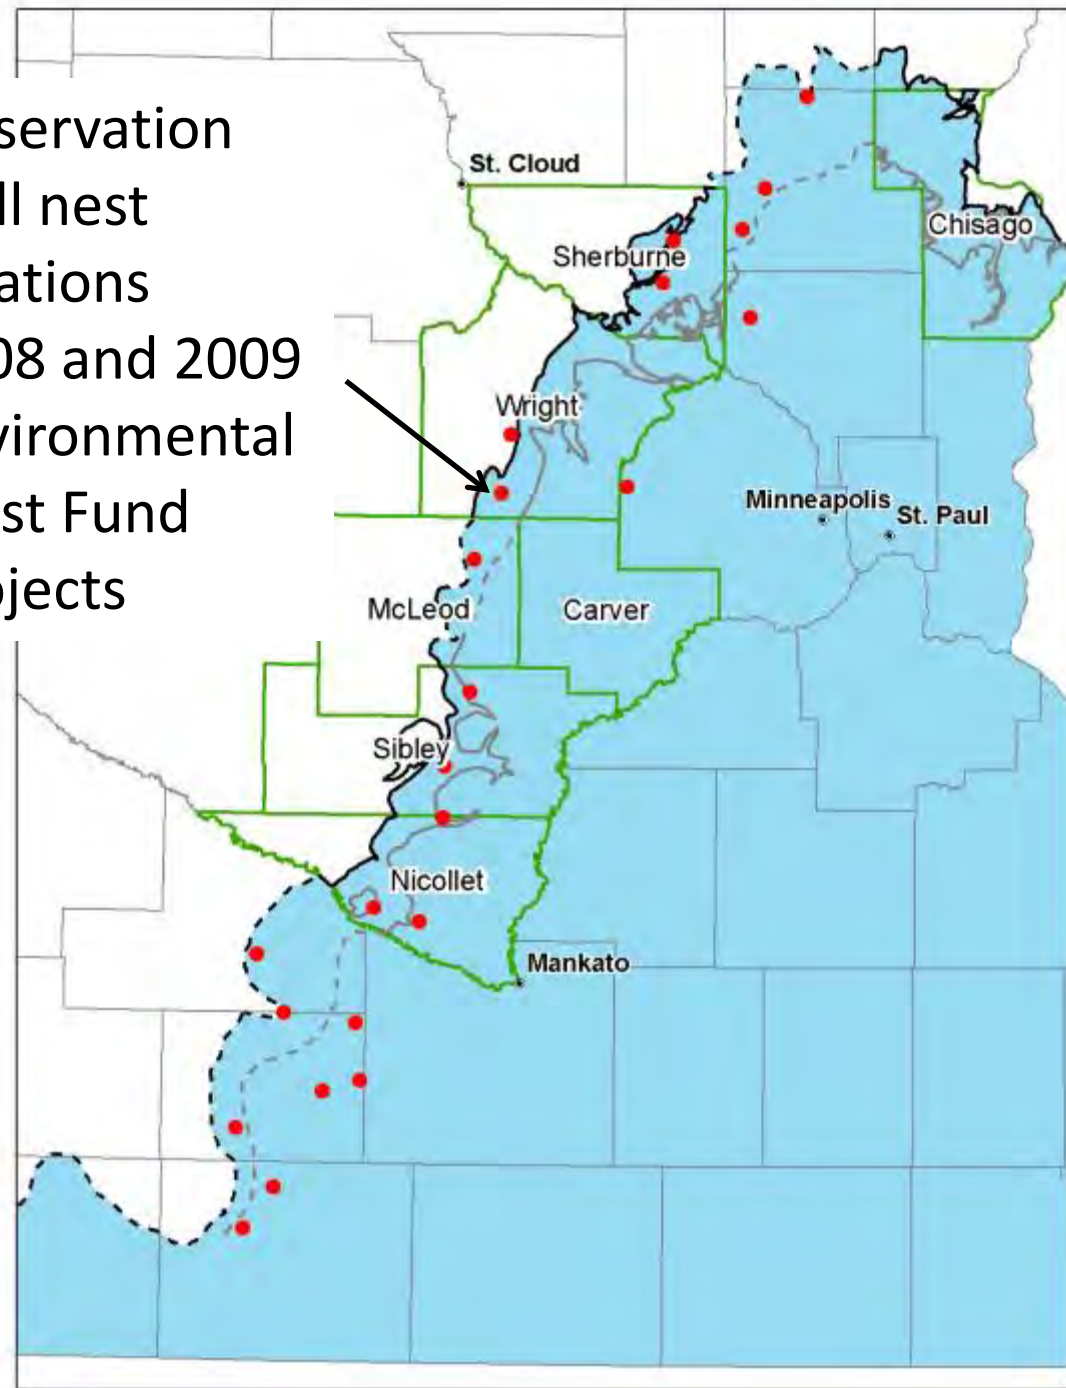 servation
ll nest
ations
08 and 2009
vironmental
st Fund
jects
St. Cloud
Chisago
Sherburne
Wright
Minneapolis
St. Paul
McLeod
Carver
Sibley
Nicollet
Mankato